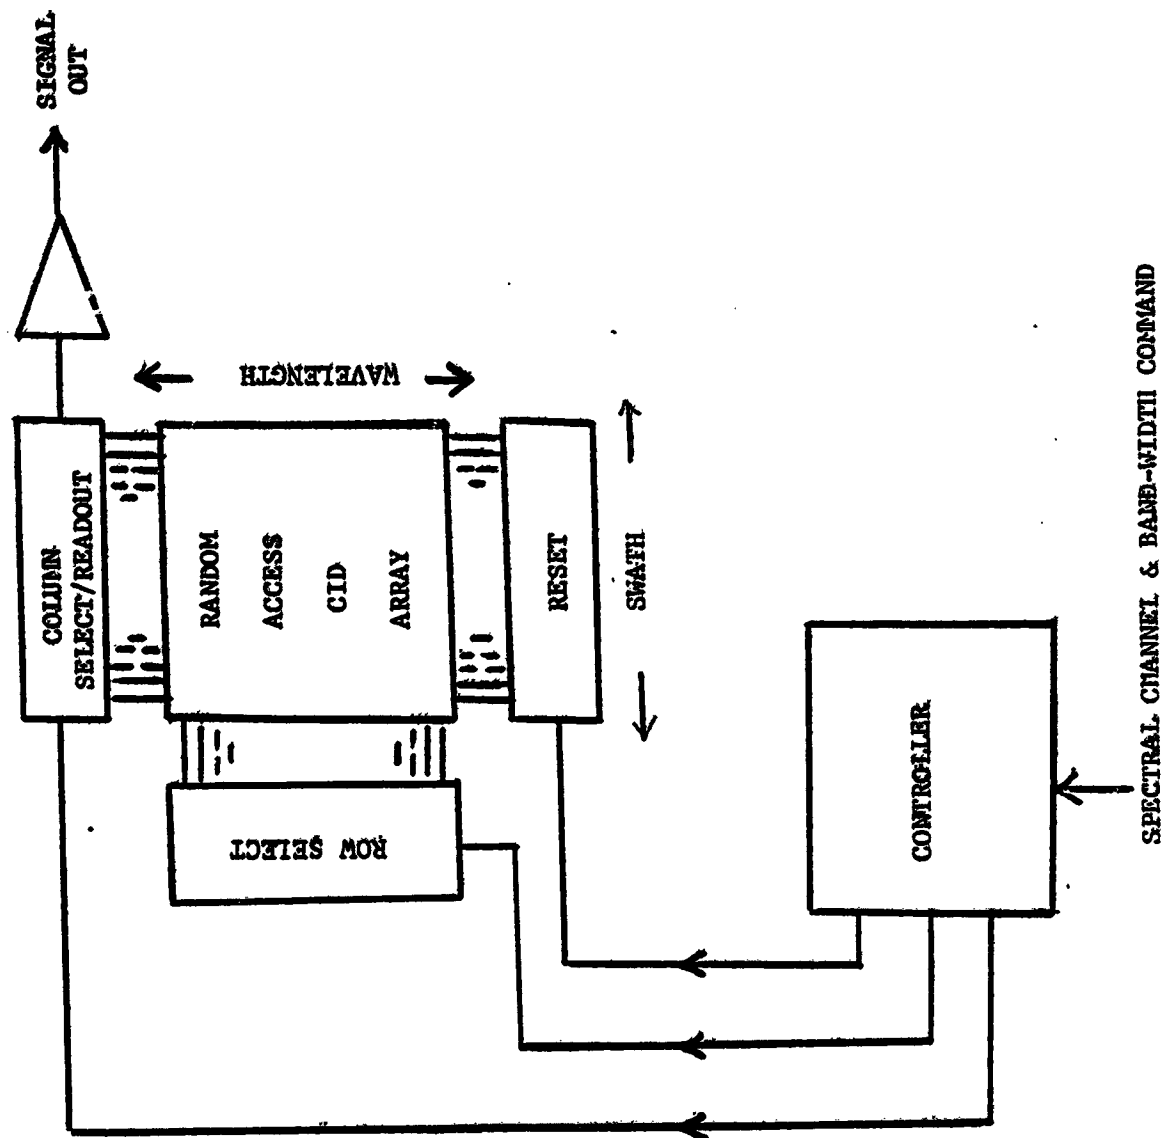 SIGNAL
OUT
COLUMN
SELECT/READOUT
RANDOM
ACCESS
CID
ARRAY
WAVELENGTH
ROW SELECT
RESET
SWATH
CONTROLLER
SPECTRAL CHANNEL & BAND-WIDTH COMMAND